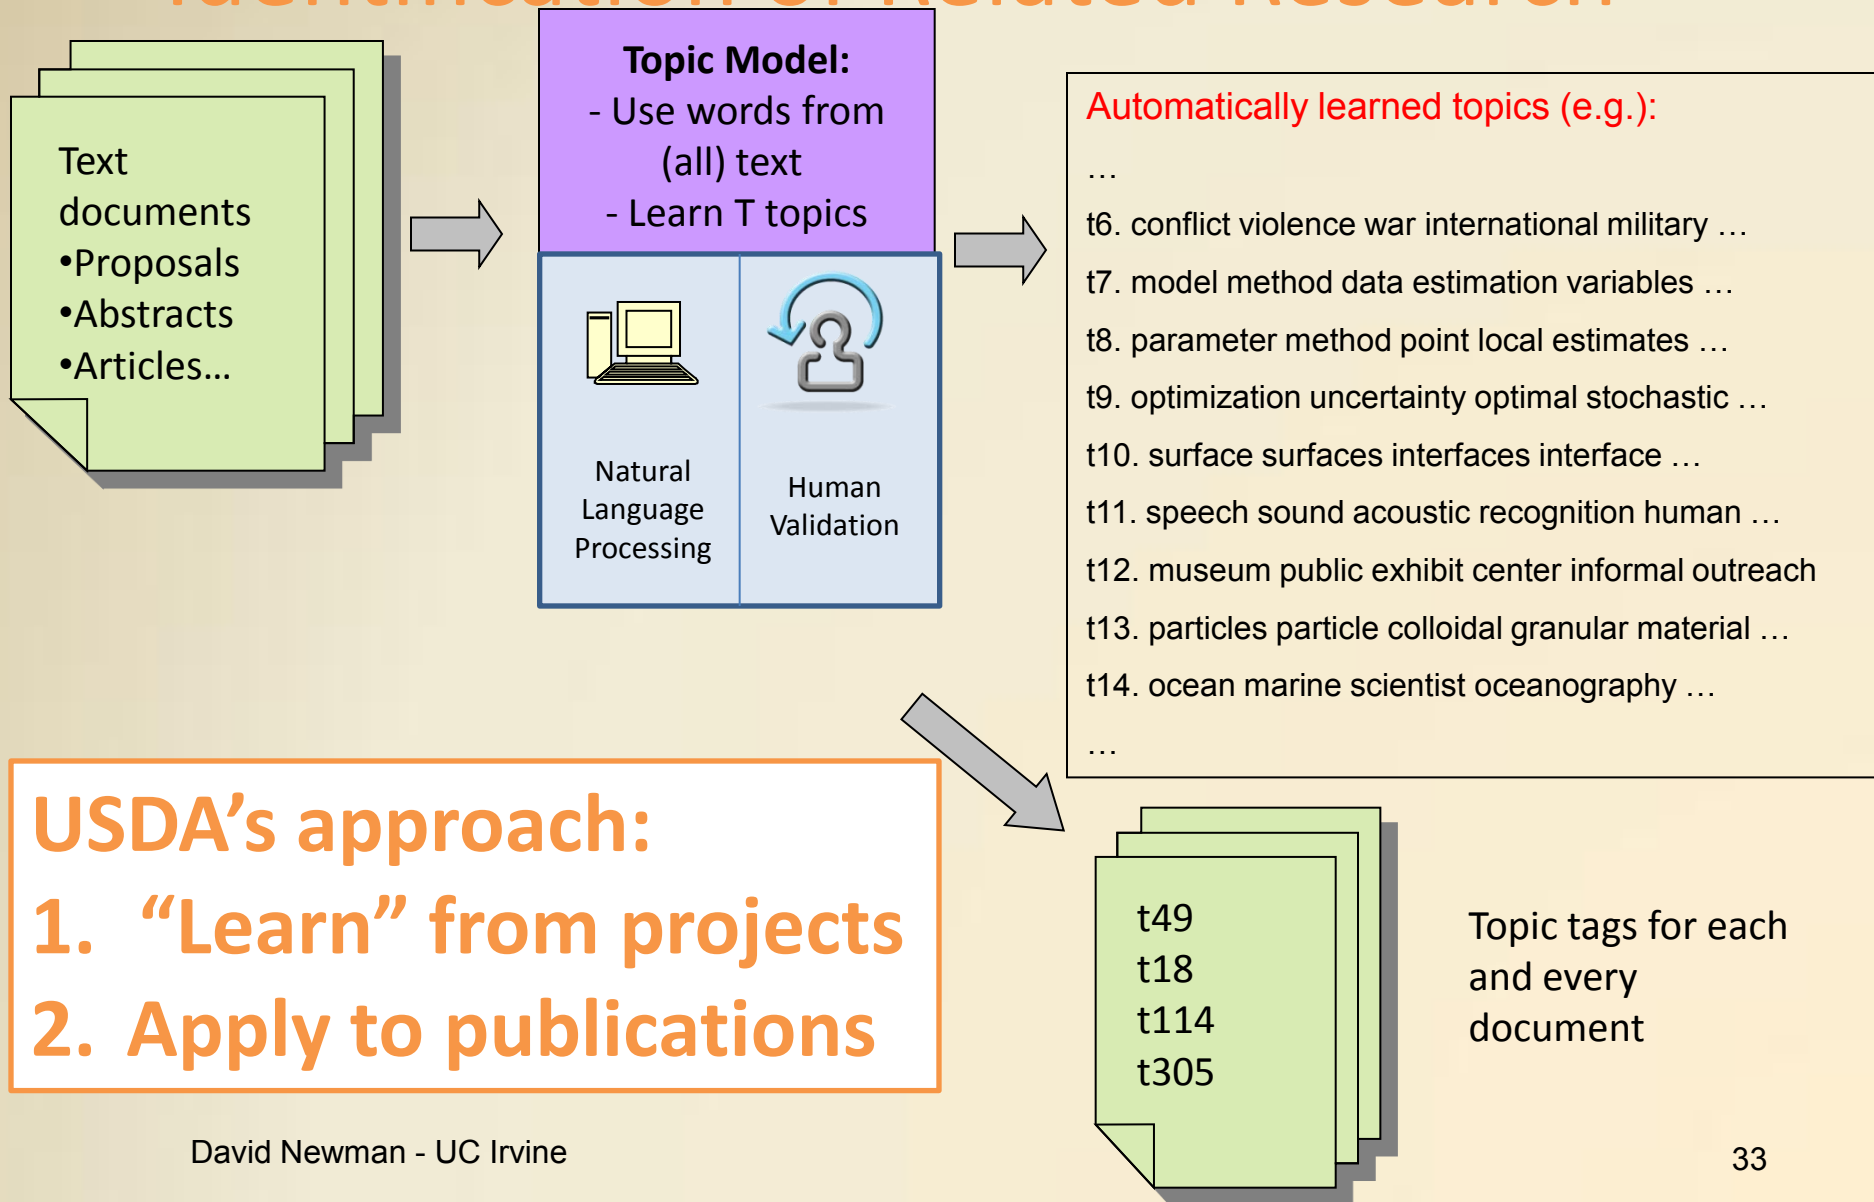 Identification of Related Research
Text
documents
•Proposals
•Abstracts
•Articles…
Topic Model:
- Use words from
(all) text
- Learn T topics
Natural
Language
Processing
Human
Validation
Automatically learned topics (e.g.):
…
t6. conflict violence war international military …
t7. model method data estimation variables …
t8. parameter method point local estimates …
t9. optimization uncertainty optimal stochastic …
t10. surface surfaces interfaces interface …
t11. speech sound acoustic recognition human …
t12. museum public exhibit center informal outreach
t13. particles particle colloidal granular material …
t14. ocean marine scientist oceanography …
…
USDA’s approach:
1. “Learn” from projects
2. Apply to publications
t49
t18
t114
t305
Topic tags for each
and every
document
David Newman - UC Irvine
33